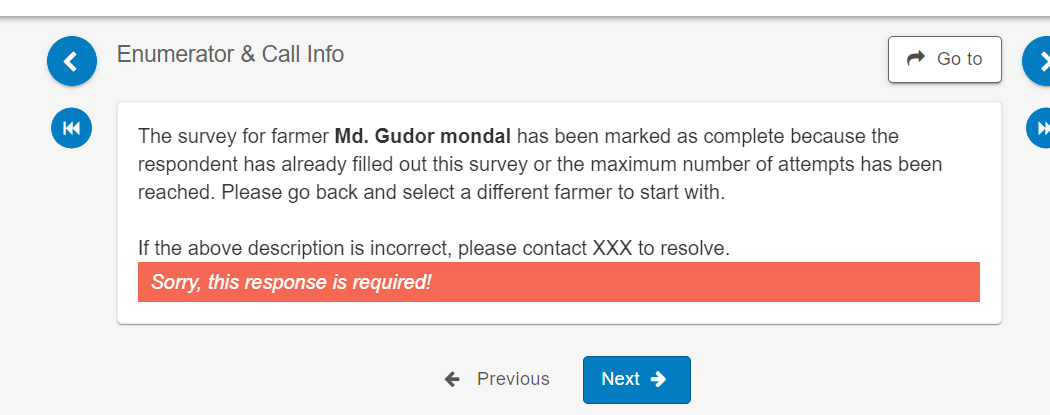 Enumerator & Call Info
Go to
The survey for farmer Md. Gudor mondal has been marked as complete because the
respondent has already filled out this survey or the maximum number of attempts has been
reached. Please go back and select a different farmer to start with.
If the above description is incorrect, please contact XXX to resolve.
Sorry, this response is required!
Previous
Next